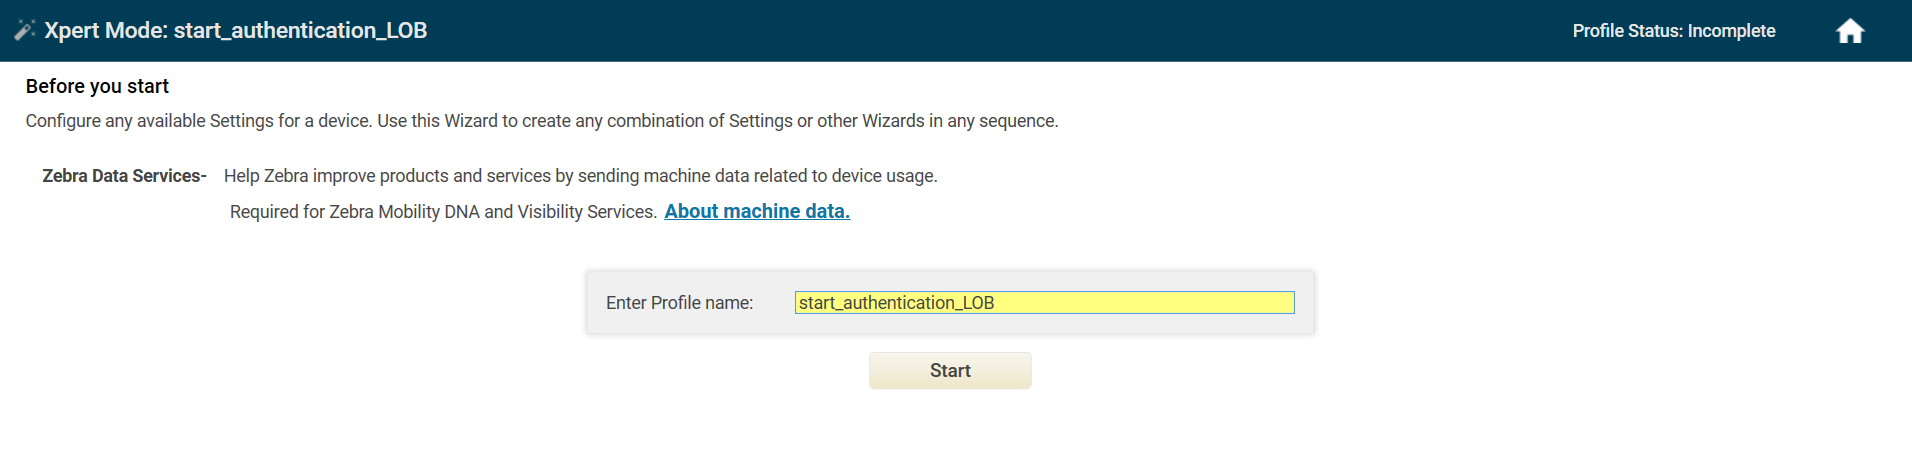 Xpert Mode: start_authentication_LOB
Profile Status: Incomplete
Before you start
Configure any available Settings for a device. Use this Wizard to create any combination of Settings or other Wizards in any sequence.
Zebra Data Services- Help Zebra improve products and services by sending machine data related to device usage.
Required for Zebra Mobility DNA and Visibility Services. About machine data.
Enter Profile name: start_authentication_LOB
Start